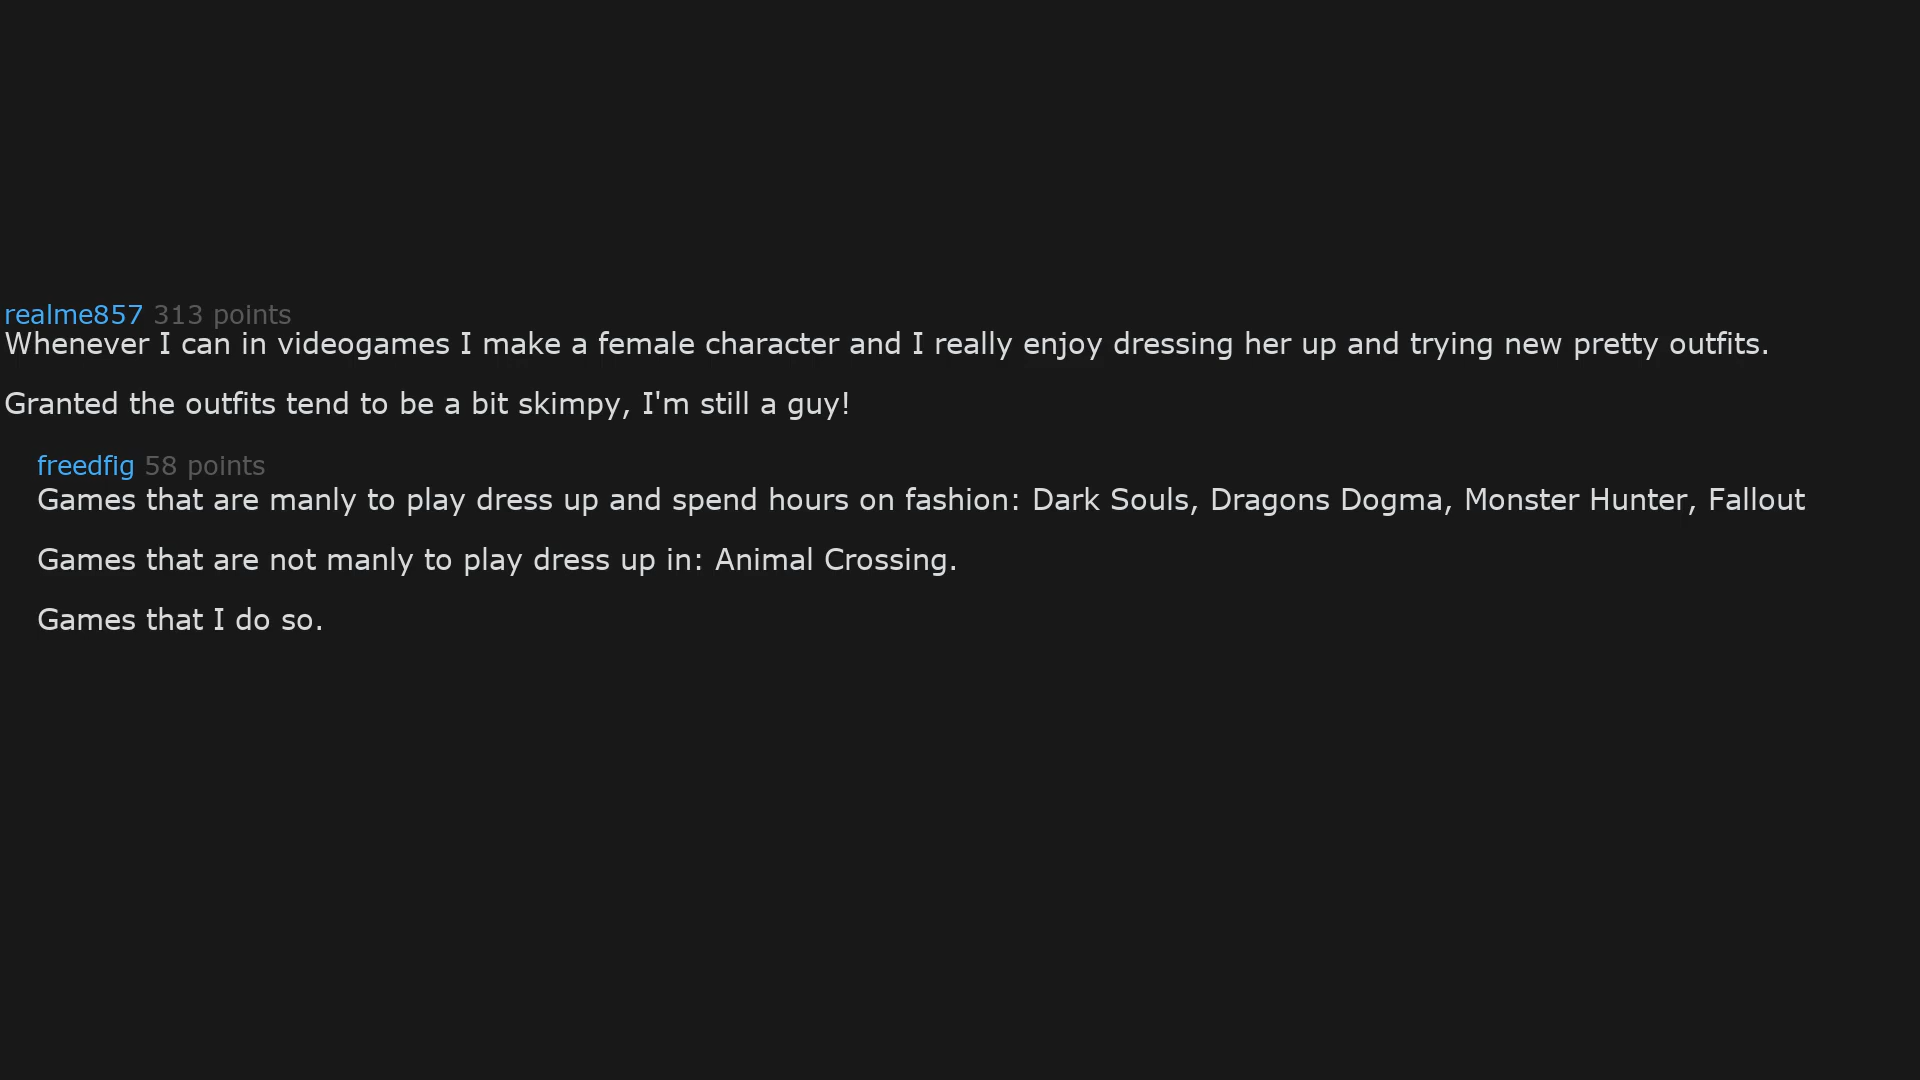 realme857 313 points
Whenever I can in videogames I make a female character and I really enjoy dressing her up and trying new pretty outfits.
Granted the outfits tend to be a bit skimpy, I'm still a guy!
freedfig 58 points
Games that are manly to play dress up and spend hours on fashion: Dark Souls, Dragons Dogma, Monster Hunter, Fallout
Games that are not manly to play dress up in: Animal Crossing.
Games that I do so.